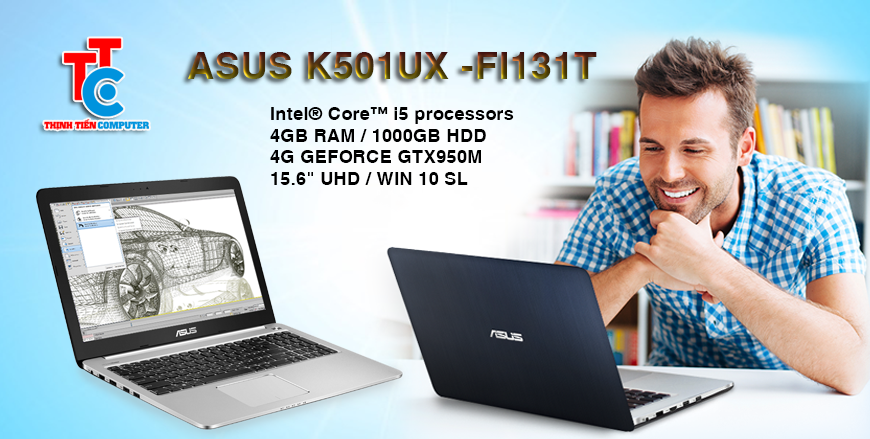 TTC
THINH TIẾN COMPUTER
ASUS K501UX -FI131T
Intel® Core™ i5 processors
4GB RAM / 1000GB HDD
4G GEFORCE GTX950M
15.6" UHD / WIN 10 SL
ASUS
ASUS